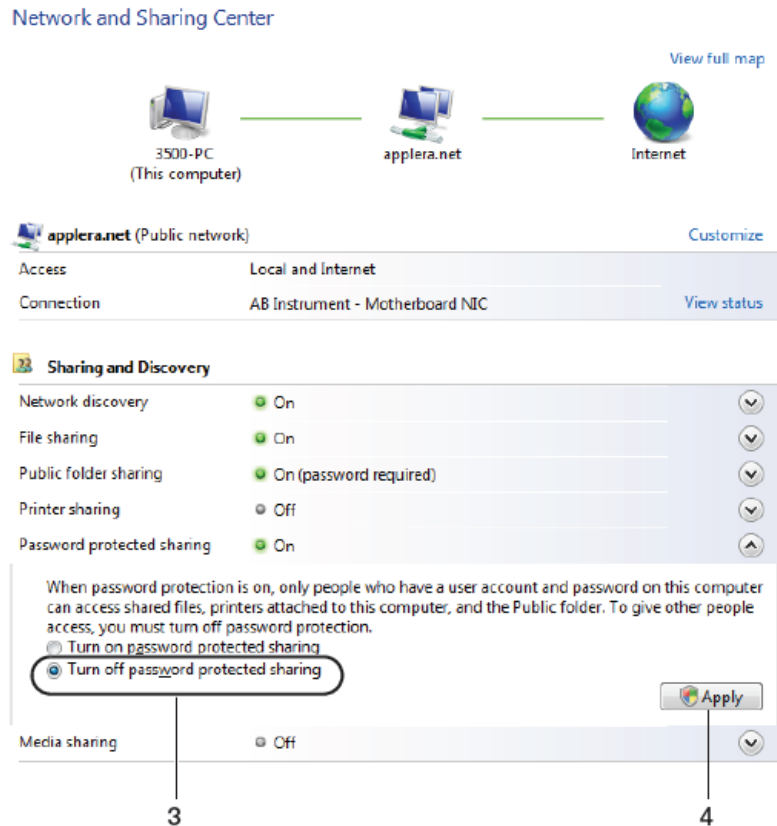 Network and Sharing Center
View full map
3500-PC
(This computer)
applera.net
Internet
applera.net (Public network)
Customize
Access
Local and Internet
Connection
AB Instrument - Motherboard NIC
View status
Sharing and Discovery
Network discovery
On
File sharing
On
Public folder sharing
On (password required)
Printer sharing
Off
Password protected sharing
On
When password protection is on, only people who have a user account and password on this computer
can access shared files, printers attached to this computer, and the Public folder. To give other people
access, you must turn off password protection.
Turn on password protected sharing
Turn off password protected sharing
Apply
Media sharing
Off
3
4